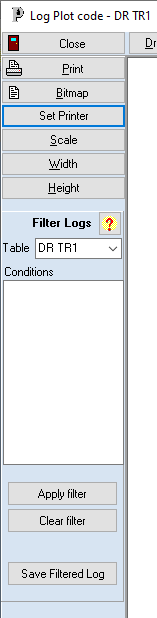 Log Plot code - DR TR1
Close
Dr
Print
Bitmap
Set Printer
Scale
Width
Height
Filter Logs ?
Table DR TR1
Conditions
Apply filter
Clear filter
Save Filtered Log